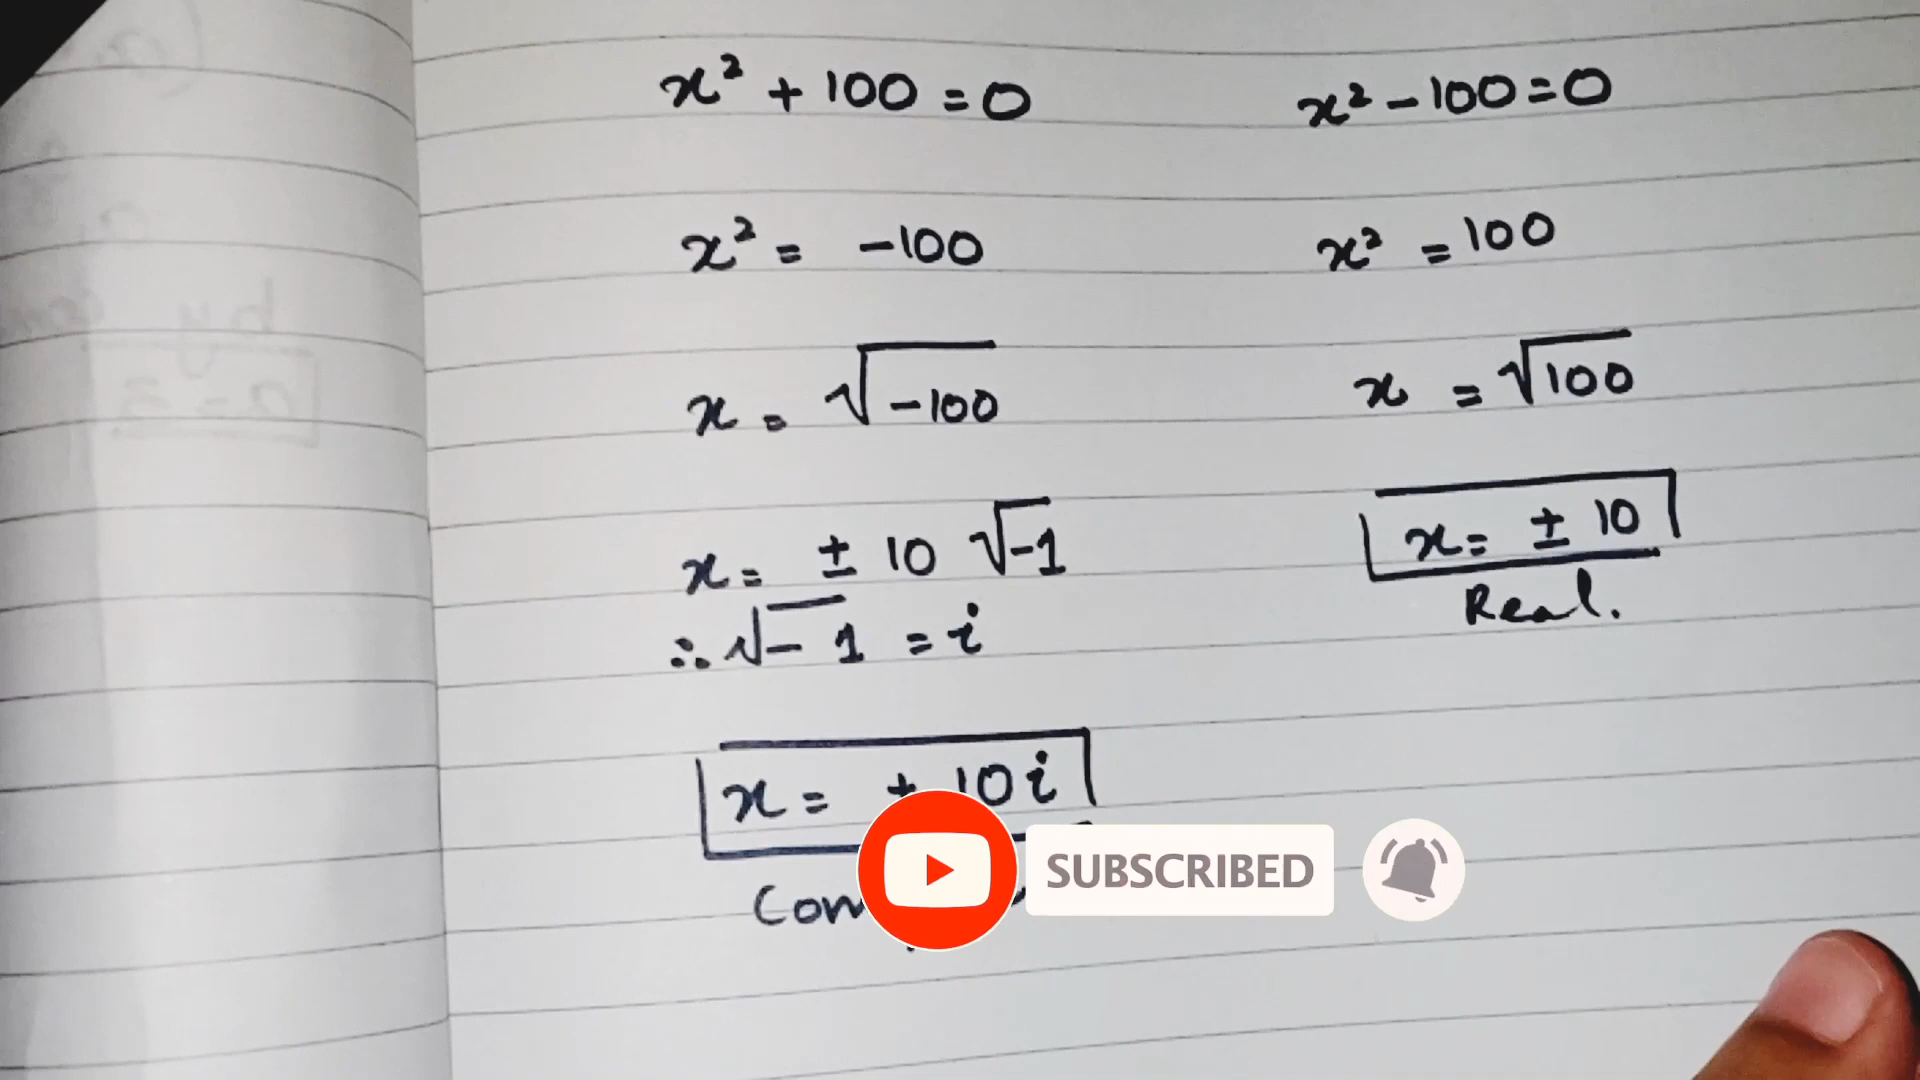 x² + 100 = 0
x² = -100
x = √-100
x = ± 10 √-1
∴ √-1 = i
x = ± 10i
x² - 100 = 0
x² = 100
x = √100
x = ± 10
Real.
SUBSCRIBED